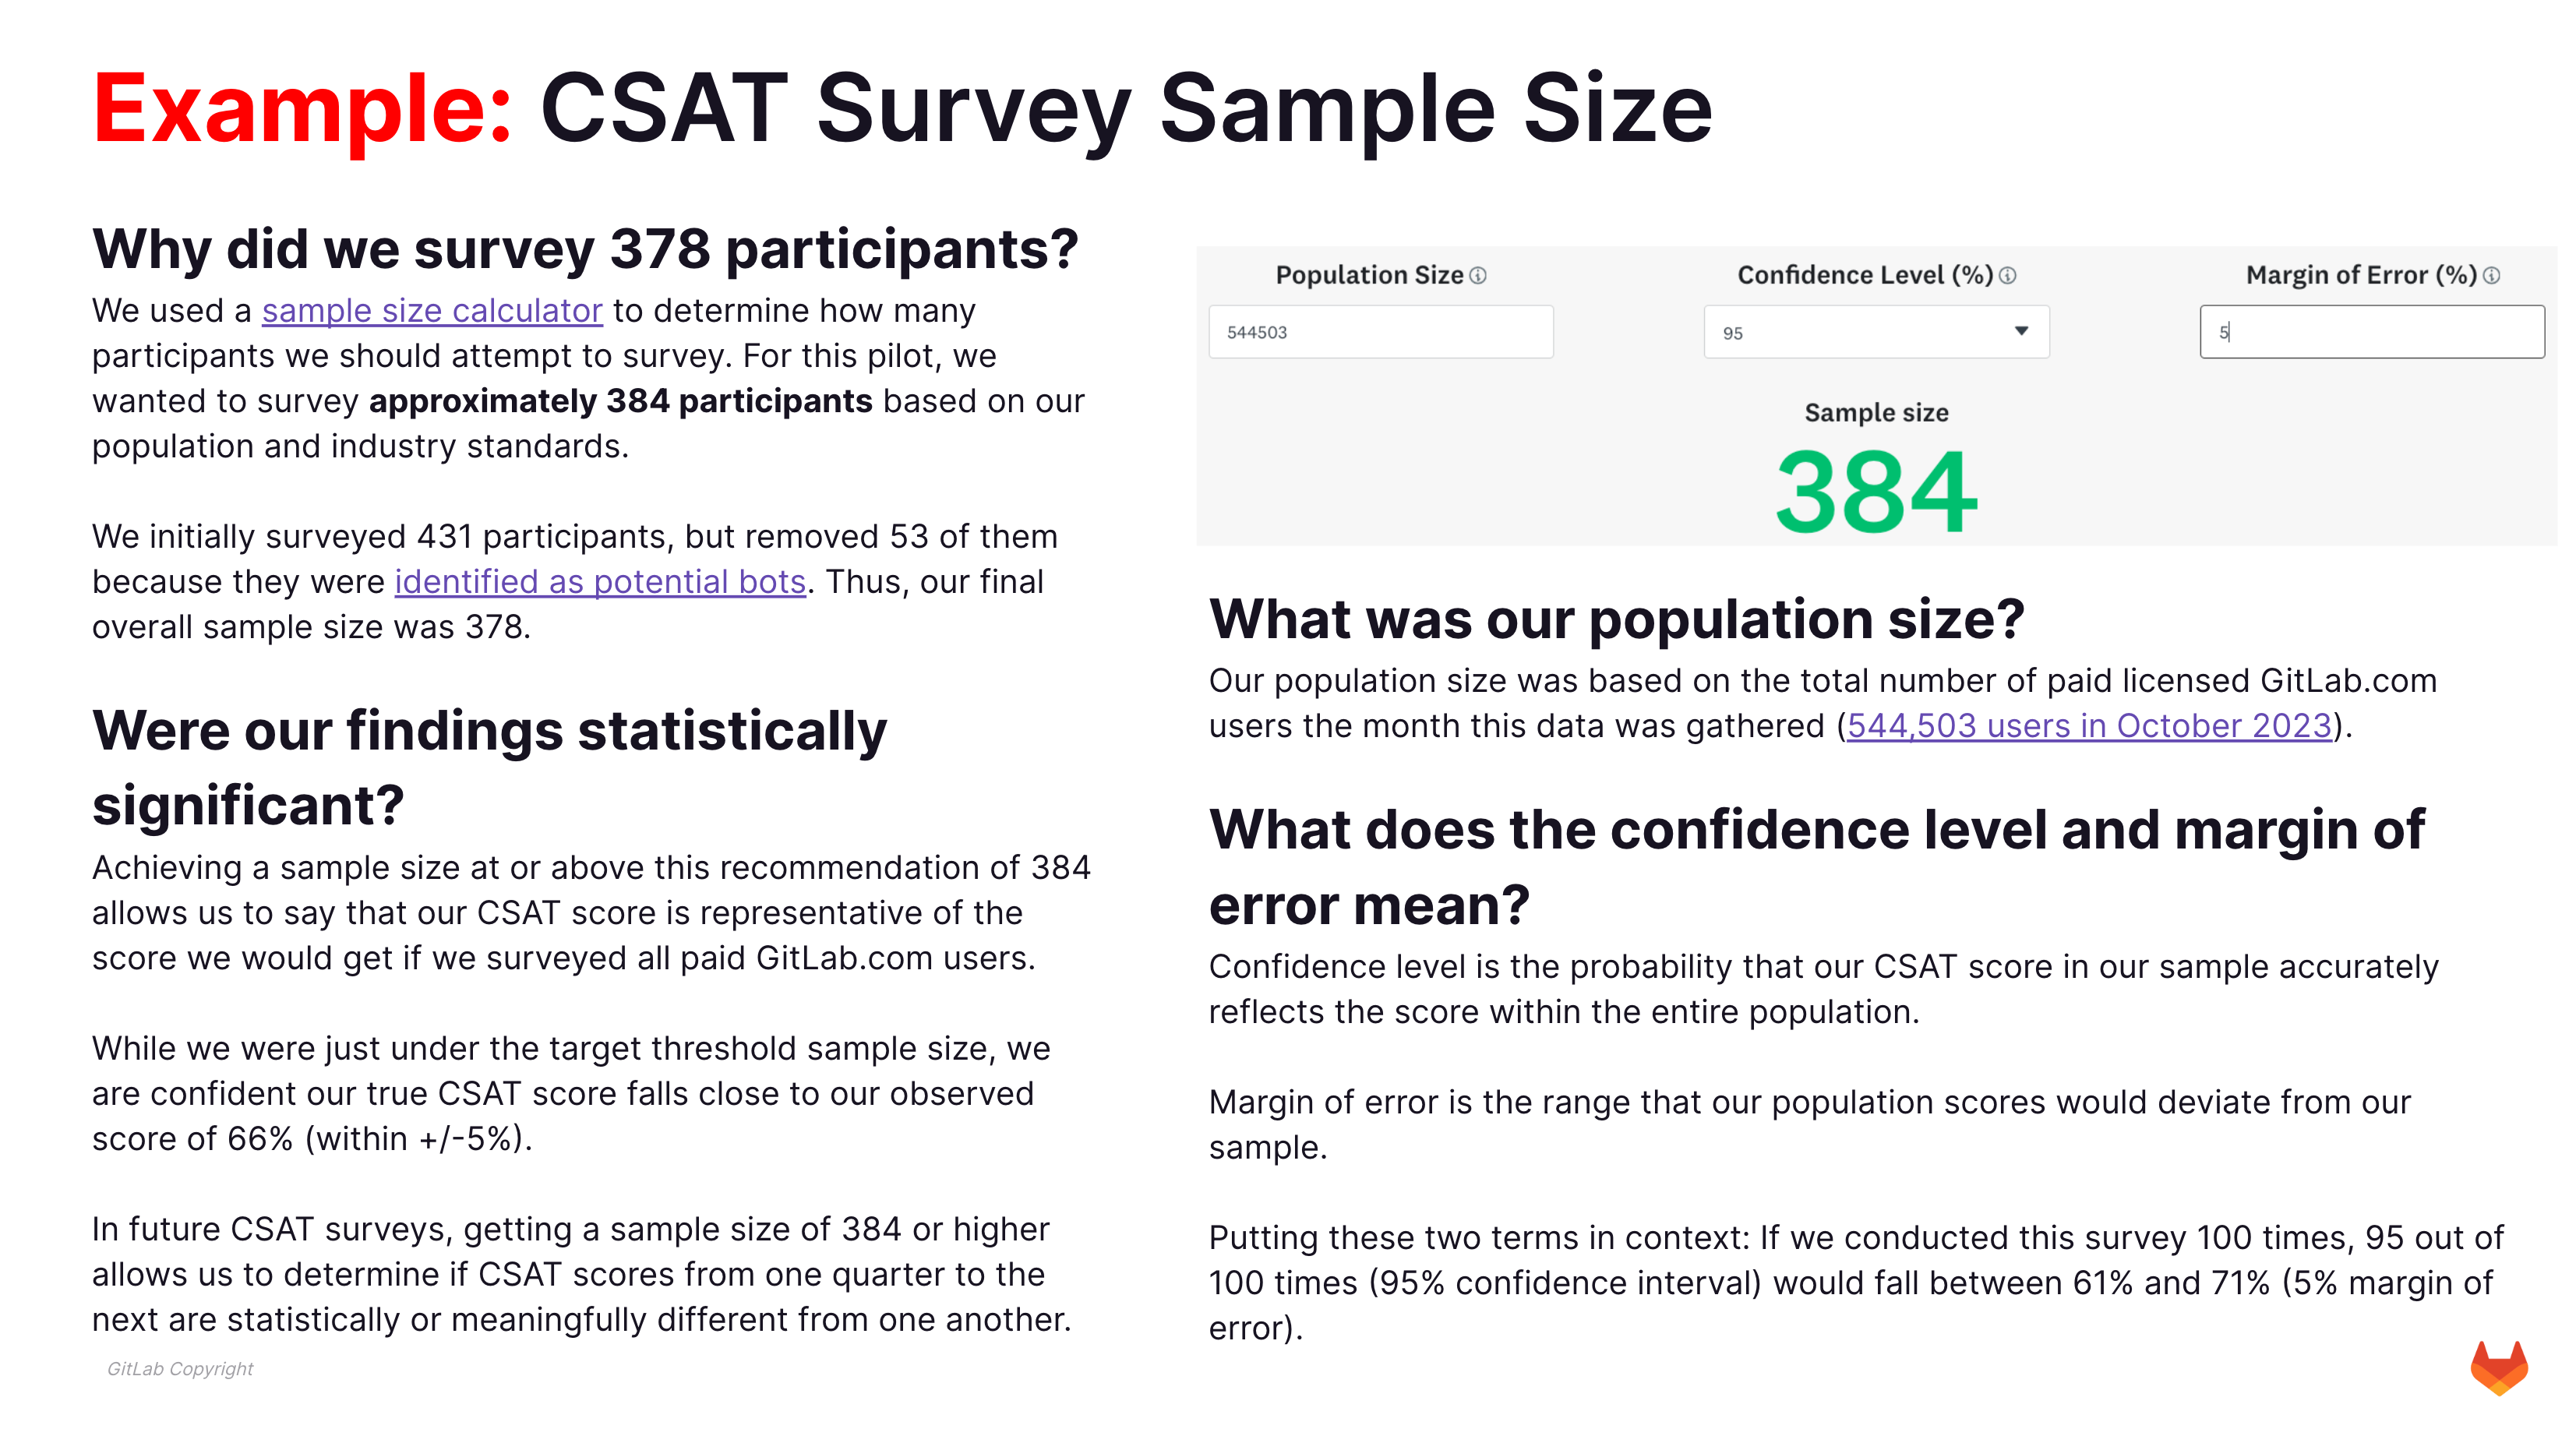 Example: CSAT Survey Sample Size
Why did we survey 378 participants?
We used a sample size calculator to determine how many
participants we should attempt to survey. For this pilot, we
wanted to survey approximately 384 participants based on our
population and industry standards.
We initially surveyed 431 participants, but removed 53 of them
because they were identified as potential bots. Thus, our final
overall sample size was 378.
Were our findings statistically
significant?
Achieving a sample size at or above this recommendation of 384
allows us to say that our CSAT score is representative of the
score we would get if we surveyed all paid GitLab.com users.
While we were just under the target threshold sample size, we
are confident our true CSAT score falls close to our observed
score of 66% (within +/-5%).
In future CSAT surveys, getting a sample size of 384 or higher
allows us to determine if CSAT scores from one quarter to the
next are statistically or meaningfully different from one another.
Population Size
Confidence Level (%)
Margin of Error (%)
544503
95
5
Sample size
384
What was our population size?
Our population size was based on the total number of paid licensed GitLab.com
users the month this data was gathered (544,503 users in October 2023).
What does the confidence level and margin of
error mean?
Confidence level is the probability that our CSAT score in our sample accurately
reflects the score within the entire population.
Margin of error is the range that our population scores would deviate from our
sample.
Putting these two terms in context: If we conducted this survey 100 times, 95 out of
100 times (95% confidence interval) would fall between 61% and 71% (5% margin of
error).
GitLab Copyright